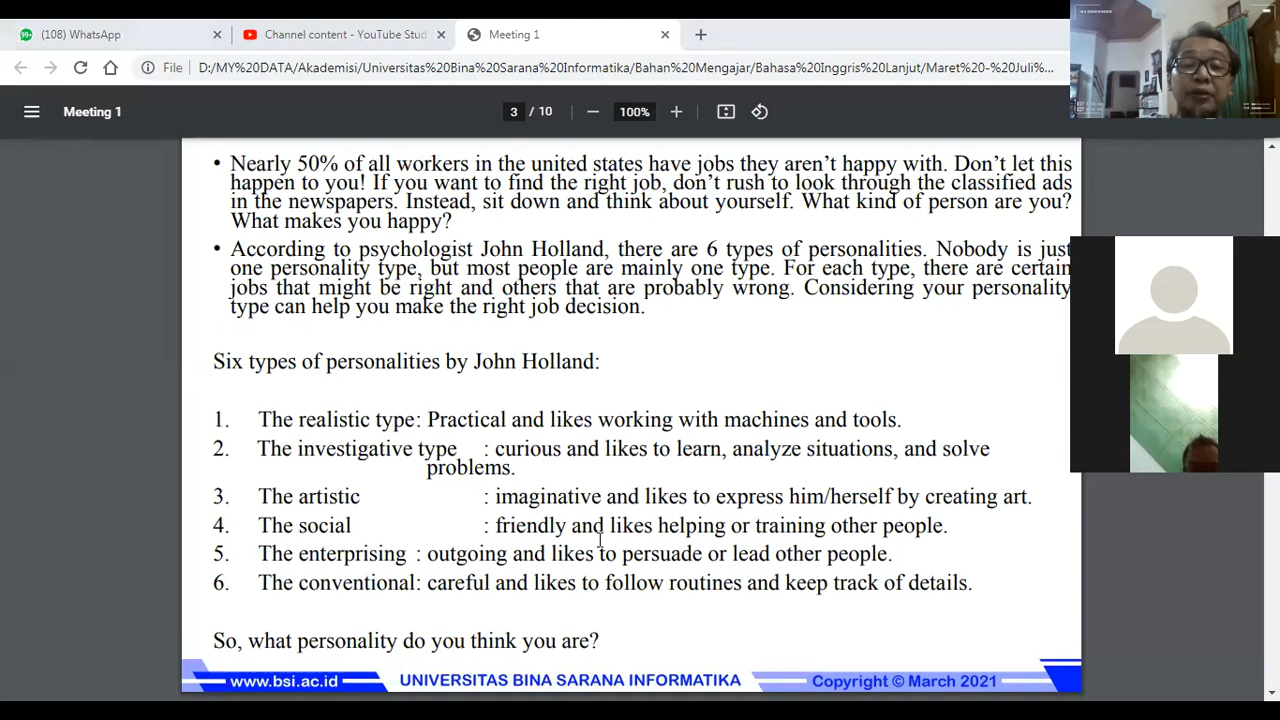 99+
(108) WhatsApp
Channel content - YouTube Stud
Meeting 1
File
D:/MY%20DATA/Akademisi/Universitas%20Bina%20Sarana%20Informatika/Bahan%20Mengajar/Bahasa%20Inggris%20Lanjut/Maret%20-%20Juli%...
Meeting 1
3 / 10
100%
• Nearly 50% of all workers in the united states have jobs they aren't happy with. Don't let this
happen to you! If you want to find the right job, don't rush to look through the classified ads
in the newspapers. Instead, sit down and think about yourself. What kind of person are you?
What makes you happy?
• According to psychologist John Holland, there are 6 types of personalities. Nobody is just
one personality type, but most people are mainly one type. For each type, there are certain
jobs that might be right and others that are probably wrong. Considering your personality
type can help you make the right job decision.
Six types of personalities by John Holland:
1. The realistic type: Practical and likes working with machines and tools.
2. The investigative type : curious and likes to learn, analyze situations, and solve
problems.
3. The artistic : imaginative and likes to express him/herself by creating art.
4. The social : friendly and likes helping or training other people.
5. The enterprising : outgoing and likes to persuade or lead other people.
6. The conventional: careful and likes to follow routines and keep track of details.
So, what personality do you think you are?
www.bsi.ac.id
UNIVERSITAS BINA SARANA INFORMATIKA
Copyright © March 2021